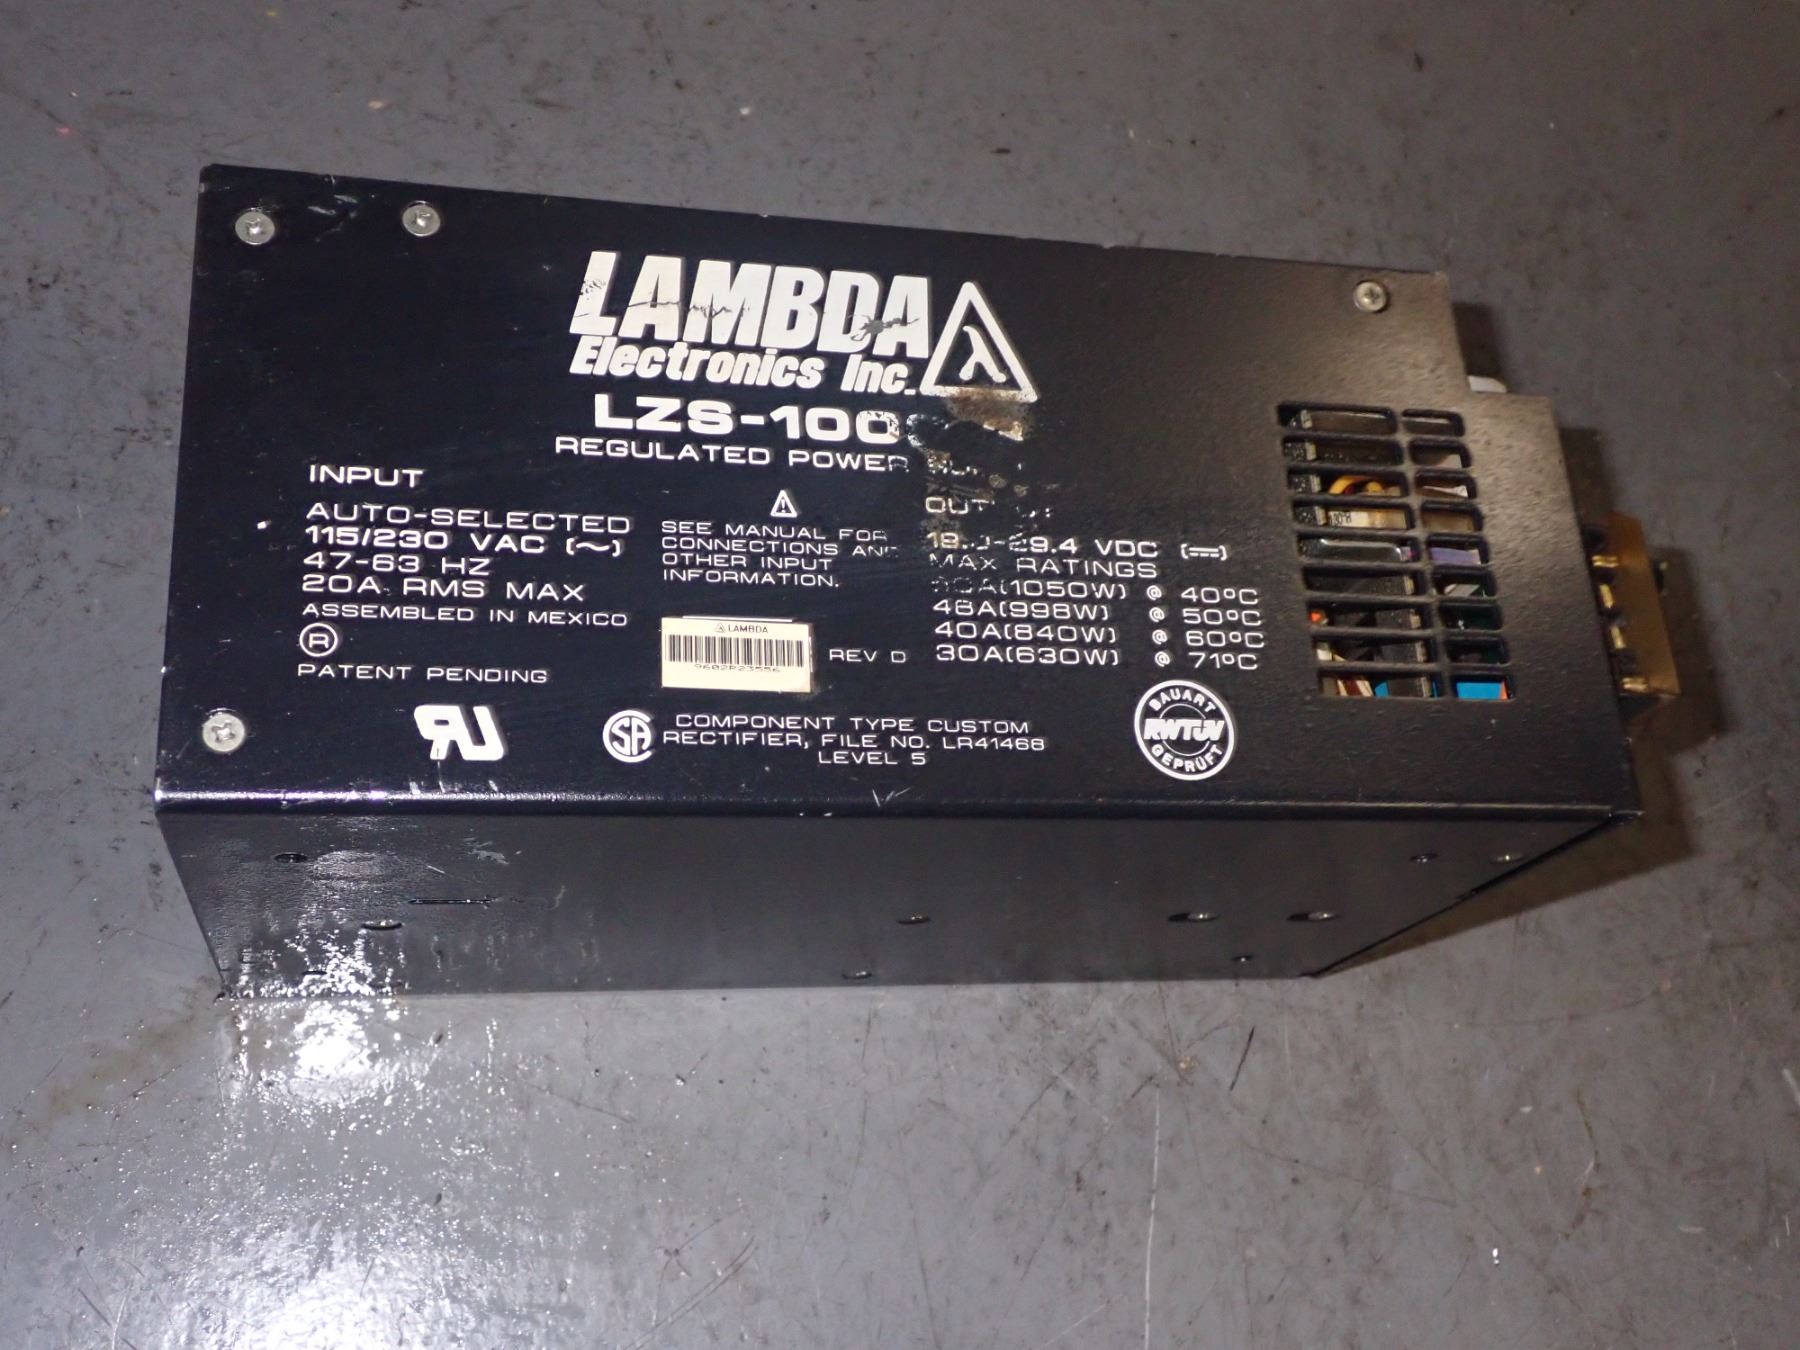 LAMBDA
Electronics Inc.
λ
LZS-100
REGULATED POWER
INPUT
AUTO-SELECTED
115/230 VAC (~)
47-63 HZ
20A RMS MAX
ASSEMBLED IN MEXICO
®
PATENT PENDING
SEE MANUAL FOR
CONNECTIONS AND
OTHER INPUT
INFORMATION.
VDC
MAX RATINGS
(1050W) @ 40°C
48A(998W) @ 50°C
40A(840W) @ 60°C
30A(630W) @ 71°C
LAMBDA
REV D
SA
COMPONENT TYPE CUSTOM
RECTIFIER, FILE NO. LR41468
LEVEL 5
BAUART
RWTÜV
GEPRÜFT